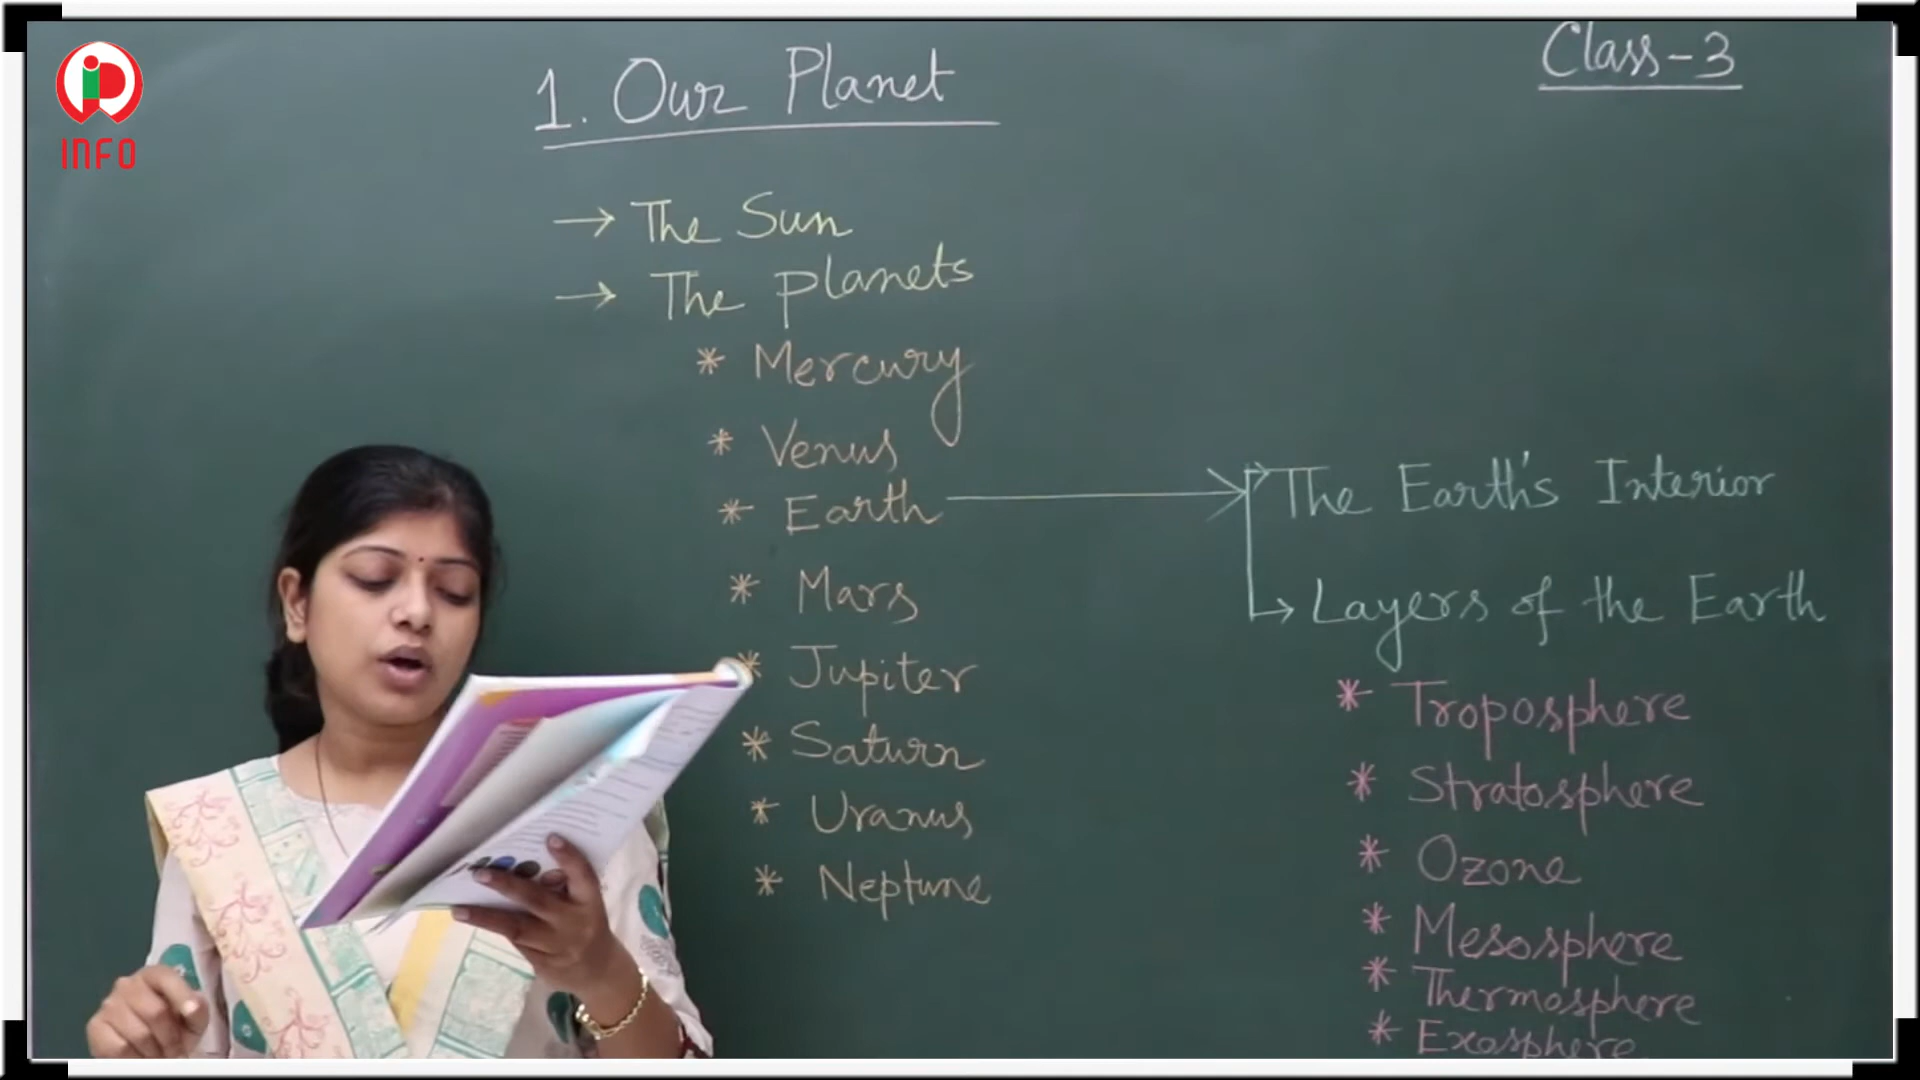 INFO
Class-3
1. Our Planet
→ The Sun
→ The Planets
* Mercury
* Venus
* Earth
* Mars
* Jupiter
* Saturn
* Uranus
* Neptune
→ The Earth's Interior
→ Layers of the Earth
* Troposphere
* Stratosphere
* Ozone
* Mesosphere
* Thermosphere
* Exosphere